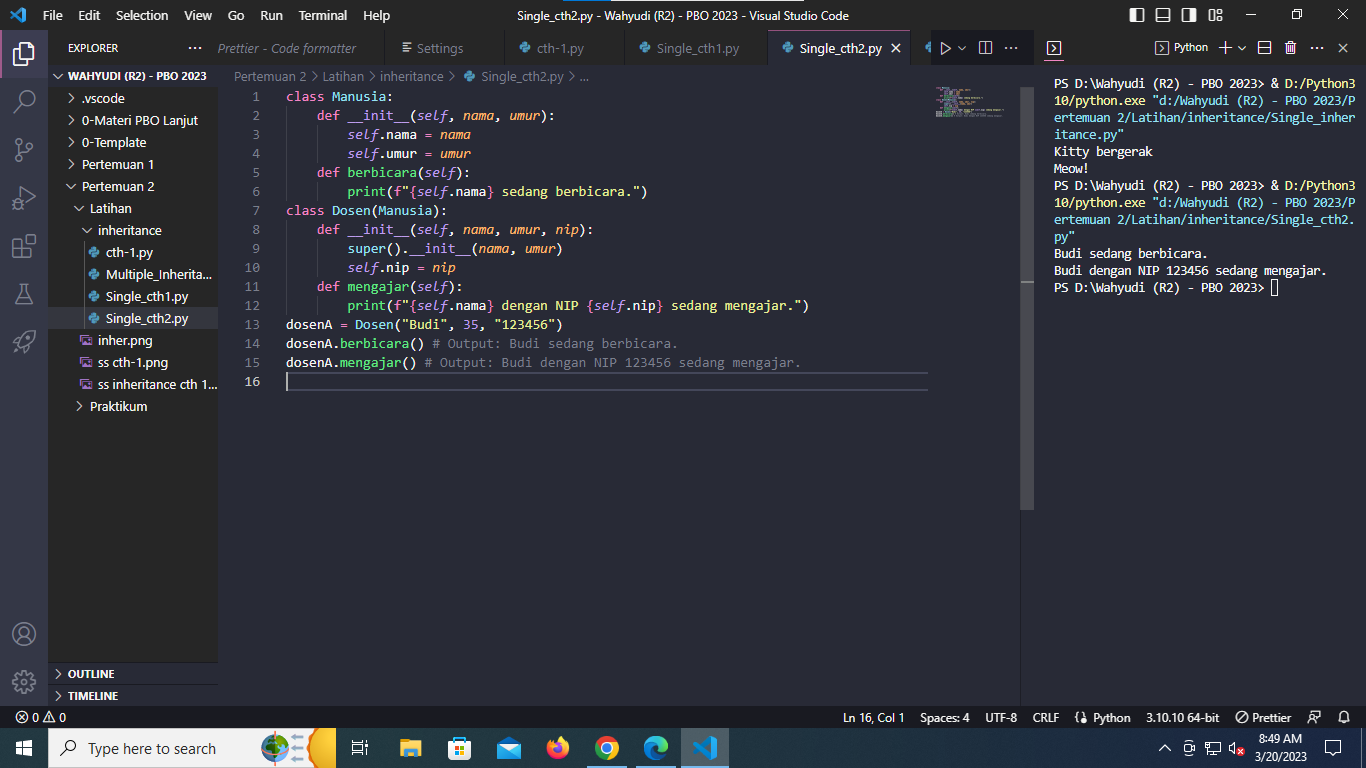 File Edit Selection View Go Run Terminal Help
Single_cth2.py - Wahyudi (R2) - PBO 2023 - Visual Studio Code
EXPLORER
WAHYUDI (R2) - PBO 2023
.vscode
0-Materi PBO Lanjut
0-Template
Pertemuan 1
Pertemuan 2
Latihan
inheritance
cth-1.py
Multiple_Inherita...
Single_cth1.py
Single_cth2.py
inher.png
ss cth-1.png
ss inheritance cth 1...
Praktikum
OUTLINE
TIMELINE
Prettier - Code formatter
Settings
cth-1.py
Single_cth1.py
Single_cth2.py
Pertemuan 2 > Latihan > inheritance > Single_cth2.py > ...
1 class Manusia:
2     def __init__(self, nama, umur):
3         self.nama = nama
4         self.umur = umur
5     def berbicara(self):
6         print(f"{self.nama} sedang berbicara.")
7 class Dosen(Manusia):
8     def __init__(self, nama, umur, nip):
9         super().__init__(nama, umur)
10         self.nip = nip
11     def mengajar(self):
12         print(f"{self.nama} dengan NIP {self.nip} sedang mengajar.")
13 dosenA = Dosen("Budi", 35, "123456")
14 dosenA.berbicara() # Output: Budi sedang berbicara.
15 dosenA.mengajar() # Output: Budi dengan NIP 123456 sedang mengajar.
16
Python
PS D:\Wahyudi (R2) - PBO 2023> & D:/Python3
10/python.exe "d:/Wahyudi (R2) - PBO 2023/P
ertemuan 2/Latihan/inheritance/Single_inher
itance.py"
Kitty bergerak
Meow!
PS D:\Wahyudi (R2) - PBO 2023> & D:/Python3
10/python.exe "d:/Wahyudi (R2) - PBO 2023/P
ertemuan 2/Latihan/inheritance/Single_cth2.
py"
Budi sedang berbicara.
Budi dengan NIP 123456 sedang mengajar.
PS D:\Wahyudi (R2) - PBO 2023>
0 0
Ln 16, Col 1 Spaces: 4 UTF-8 CRLF Python 3.10.10 64-bit Prettier
Type here to search
8:49 AM
3/20/2023